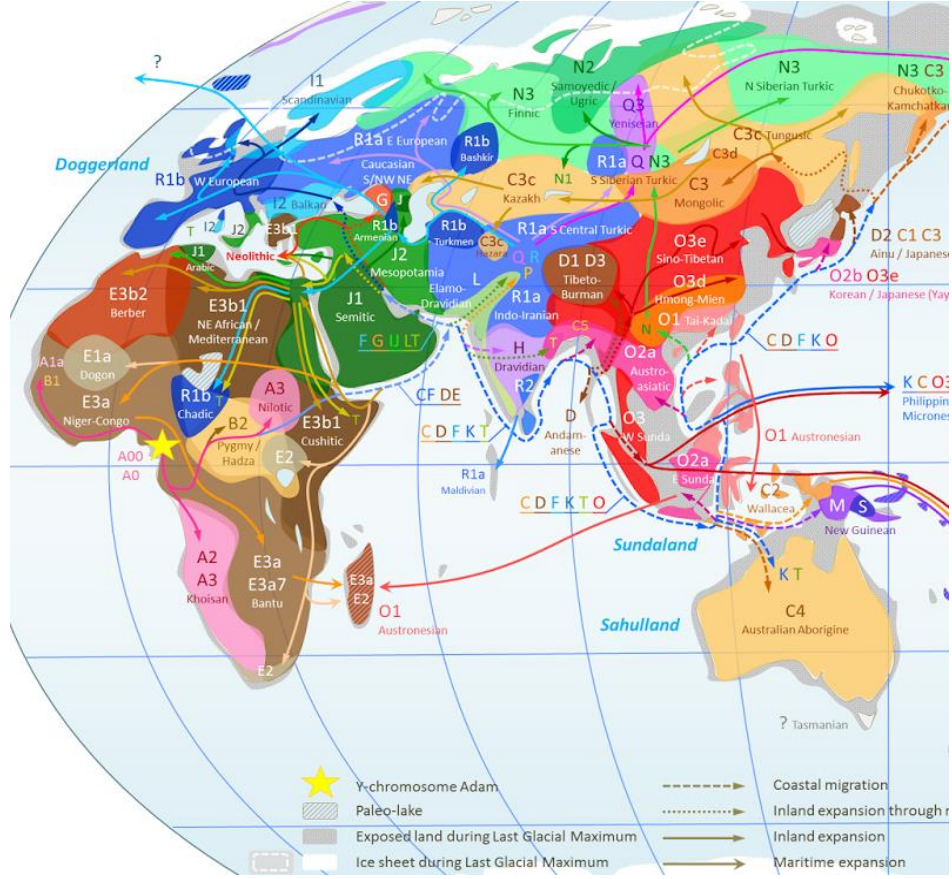 ?
I1
Scandinavian
Doggerland
R1b
W European
R1a E European
Caucasian
S/NW NE
R1b
Bashkir
N3
Finnic
N2
Samoyedic /
Ugric
N3
N Siberian Turkic
N3 C3
Chukotko-
Kamchatkan
Q3
Yeniseian
R1a Q N3
S Siberian Turkic
N1
C3c Tungusic
C3d
C3
Mongolic
C3c
Kazakh
I2 Balkan
I2
T
J2
E3b1
G
J
R1b
Armenian
R1b
Turkmen
C3c
Hazara
R1a S Central Turkic
Q R
P
J1
Arabic
Neolithic
J2
Mesopotamia
L
Elamo-
Dravidian
R1a
Indo-Iranian
D1 D3
Tibeto-
Burman
O3e
Sino-Tibetan
O3d
Hmong-Mien
O1 Tai-Kadai
N
D2 C1 C3
Ainu / Japanese
O2b O3e
Korean / Japanese (Yay
E3b2
Berber
E3b1
NE African /
Mediterranean
J1
Semitic
F G IJ LT
H
Dravidian
T
C5
O2a
Austro-
asiatic
C D F K O
A1a
B1
E1a
Dogon
E3a
Niger-Congo
R1b
Chadic
T
A3
Nilotic
B2
Pygmy /
Hadza
E2
E3b1
Cushitic
T
CF DE
R2
C D F K T
D
Andam-
anese
R1a
Maldivian
O3
W Sunda
K C O3
Philippin
Micrones
O1 Austronesian
A00
A0
C D F K T O
O2a
E Sunda
C2
Wallacea
M
S
New Guinean
Sundaland
A2
A3
Khoisan
E3a
E3a7
Bantu
E3a
E2
O1
Austronesian
K T
Sahulland
C4
Australian Aborigine
E2
? Tasmanian
Y-chromosome Adam
Coastal migration
Paleo-lake
Inland expansion through
Exposed land during Last Glacial Maximum
Inland expansion
Ice sheet during Last Glacial Maximum
Maritime expansion